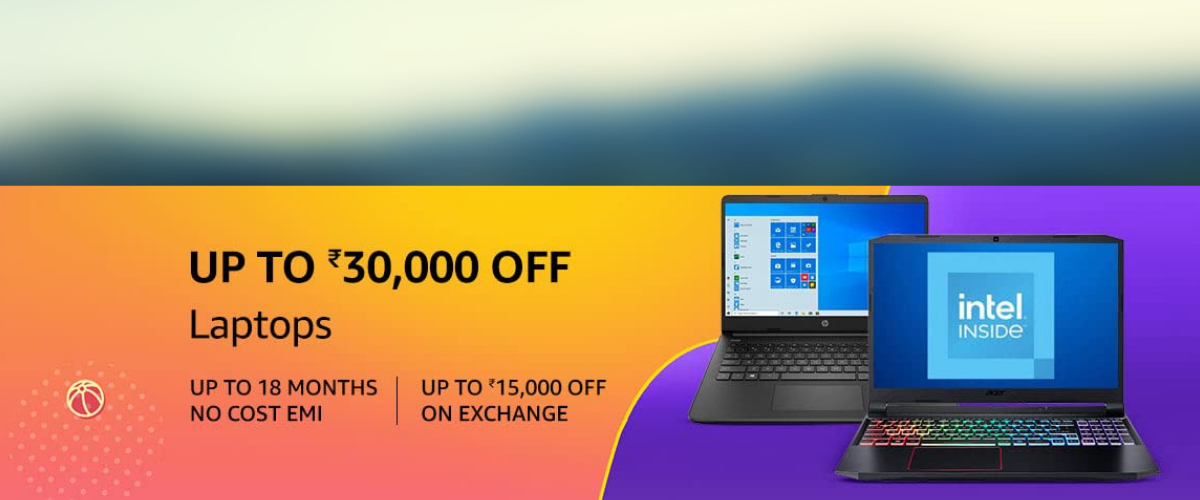 UP TO ₹30,000 OFF
Laptops
UP TO 18 MONTHS
NO COST EMI
UP TO ₹15,000 OFF
ON EXCHANGE
hp
intel
INSIDE
acer